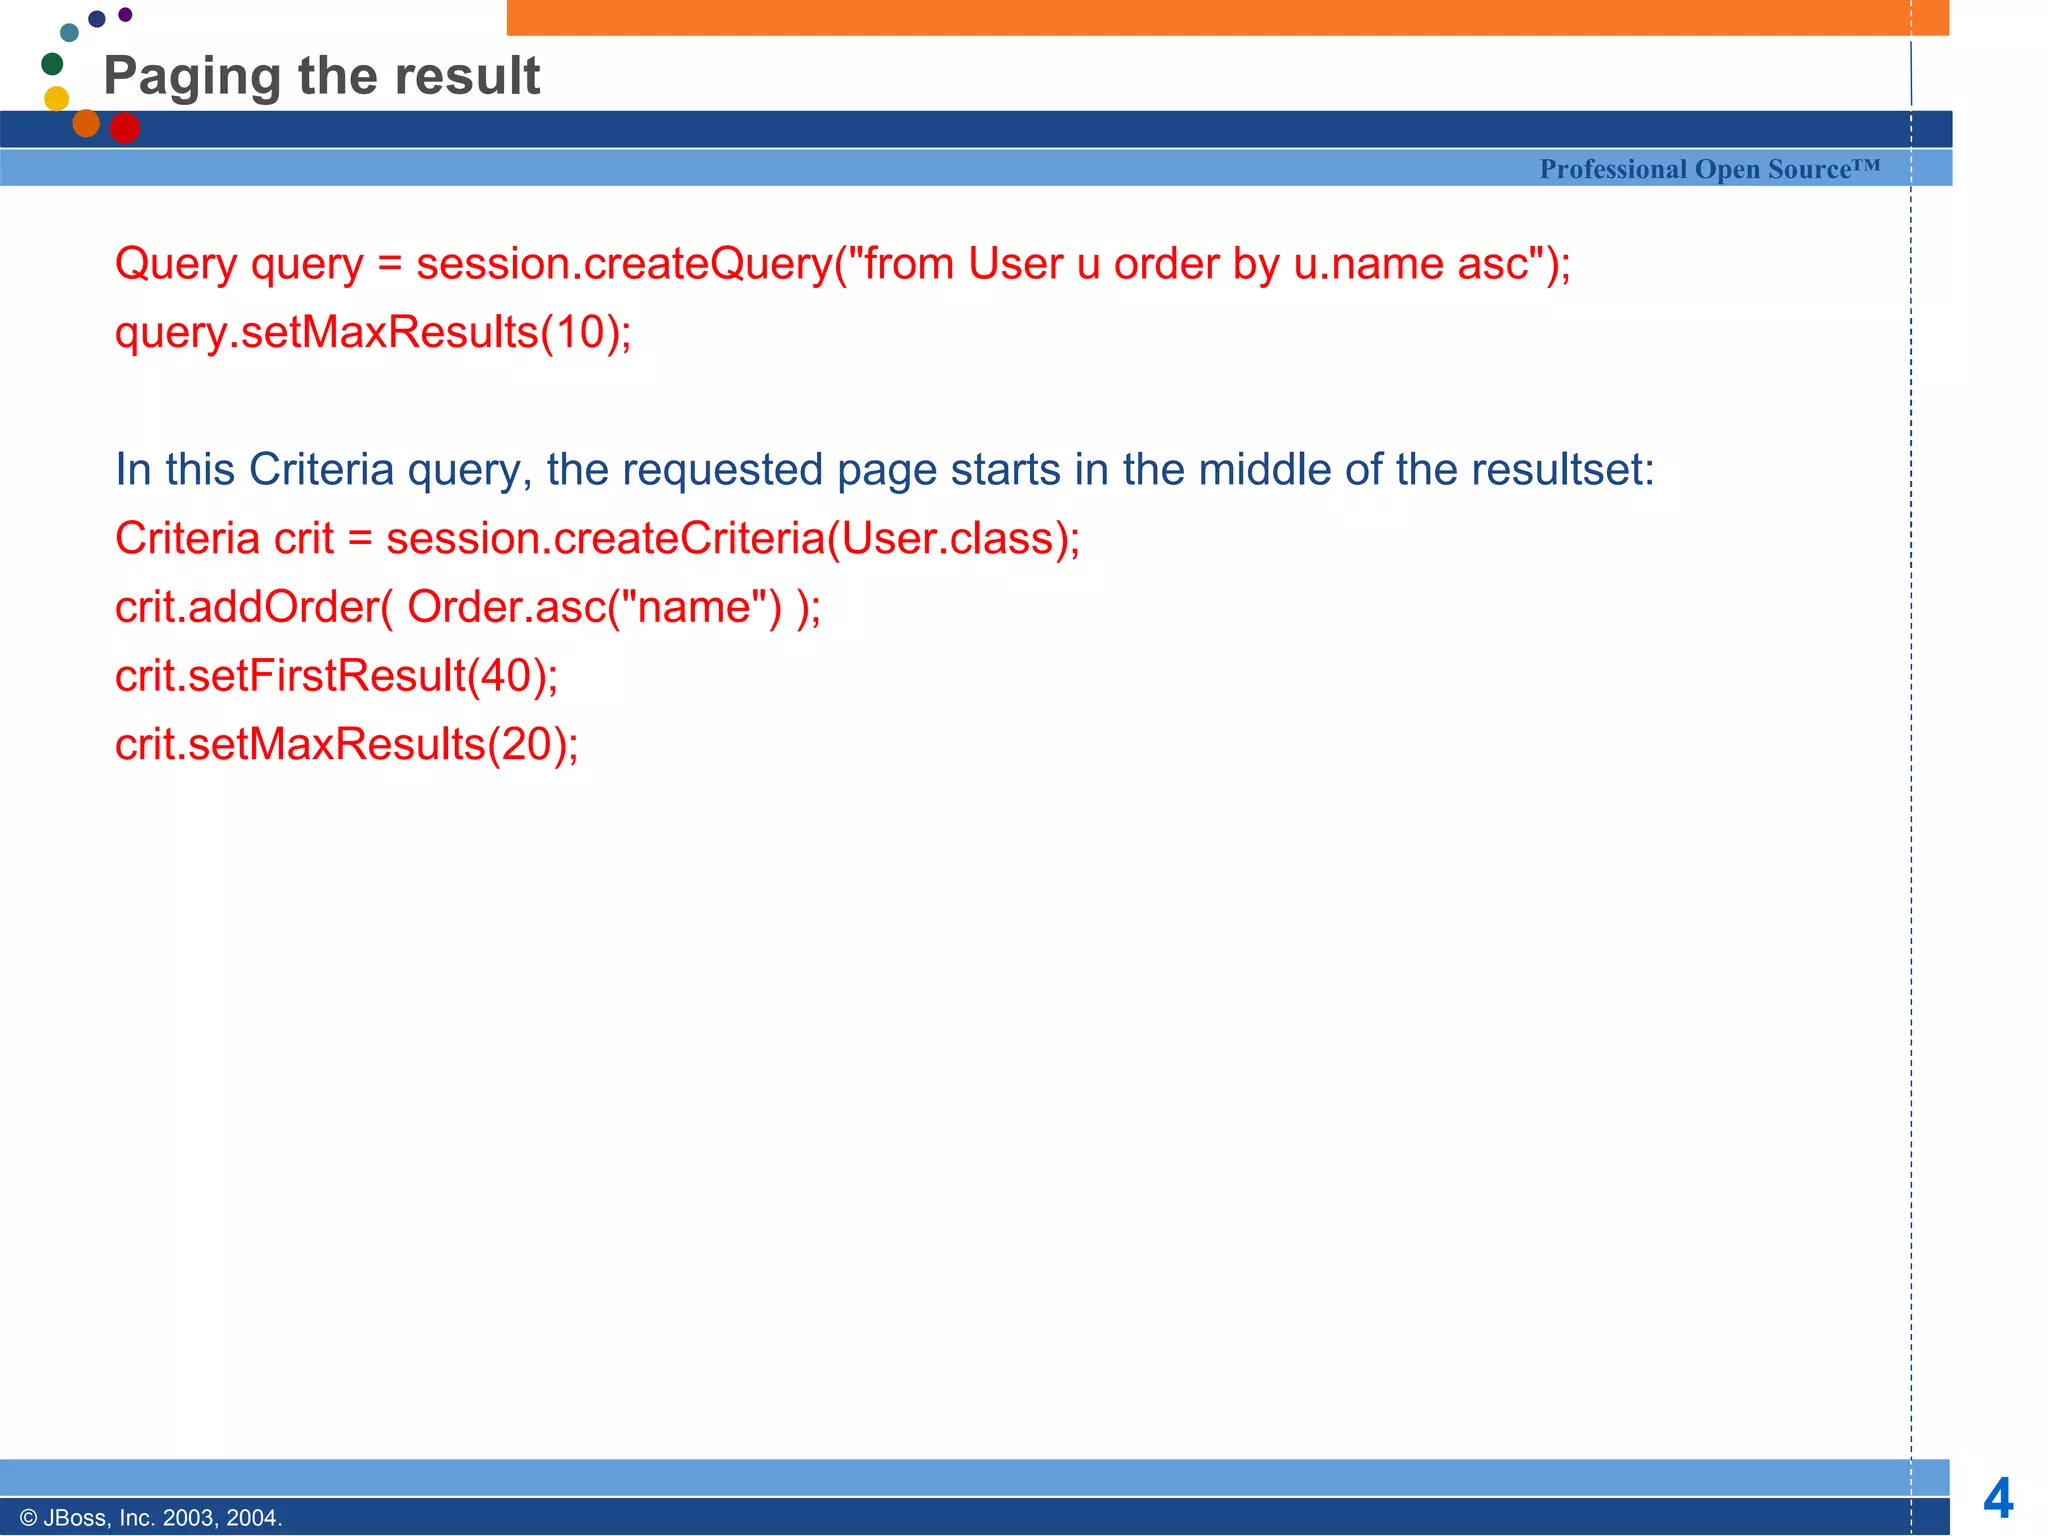 Paging the result
Professional Open Source™
Query query = session.createQuery("from User u order by u.name asc");
query.setMaxResults(10);
In this Criteria query, the requested page starts in the middle of the resultset:
Criteria crit = session.createCriteria(User.class);
crit.addOrder( Order.asc("name") );
crit.setFirstResult(40);
crit.setMaxResults(20);
© JBoss, Inc. 2003, 2004.
4